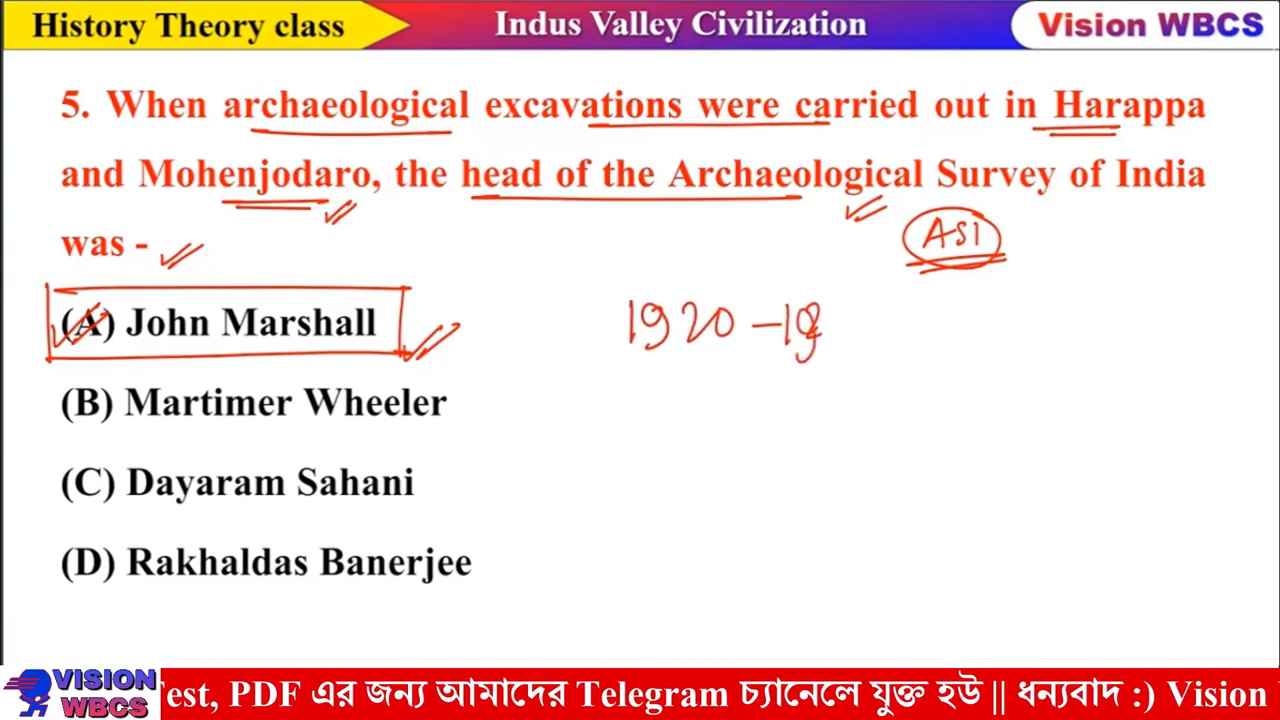 History Theory class
Indus Valley Civilization
Vision WBCS
5. When archaeological excavations were carried out in Harappa
and Mohenjodaro, the head of the Archaeological Survey of India
was -
ASI
(A) John Marshall
1920 -19
(B) Martimer Wheeler
(C) Dayaram Sahani
(D) Rakhaldas Banerjee
VISION
WBCS
Test, PDF এর জন্য আমাদের Telegram চ্যানেলে যুক্ত হউ || ধন্যবাদ :) Vision